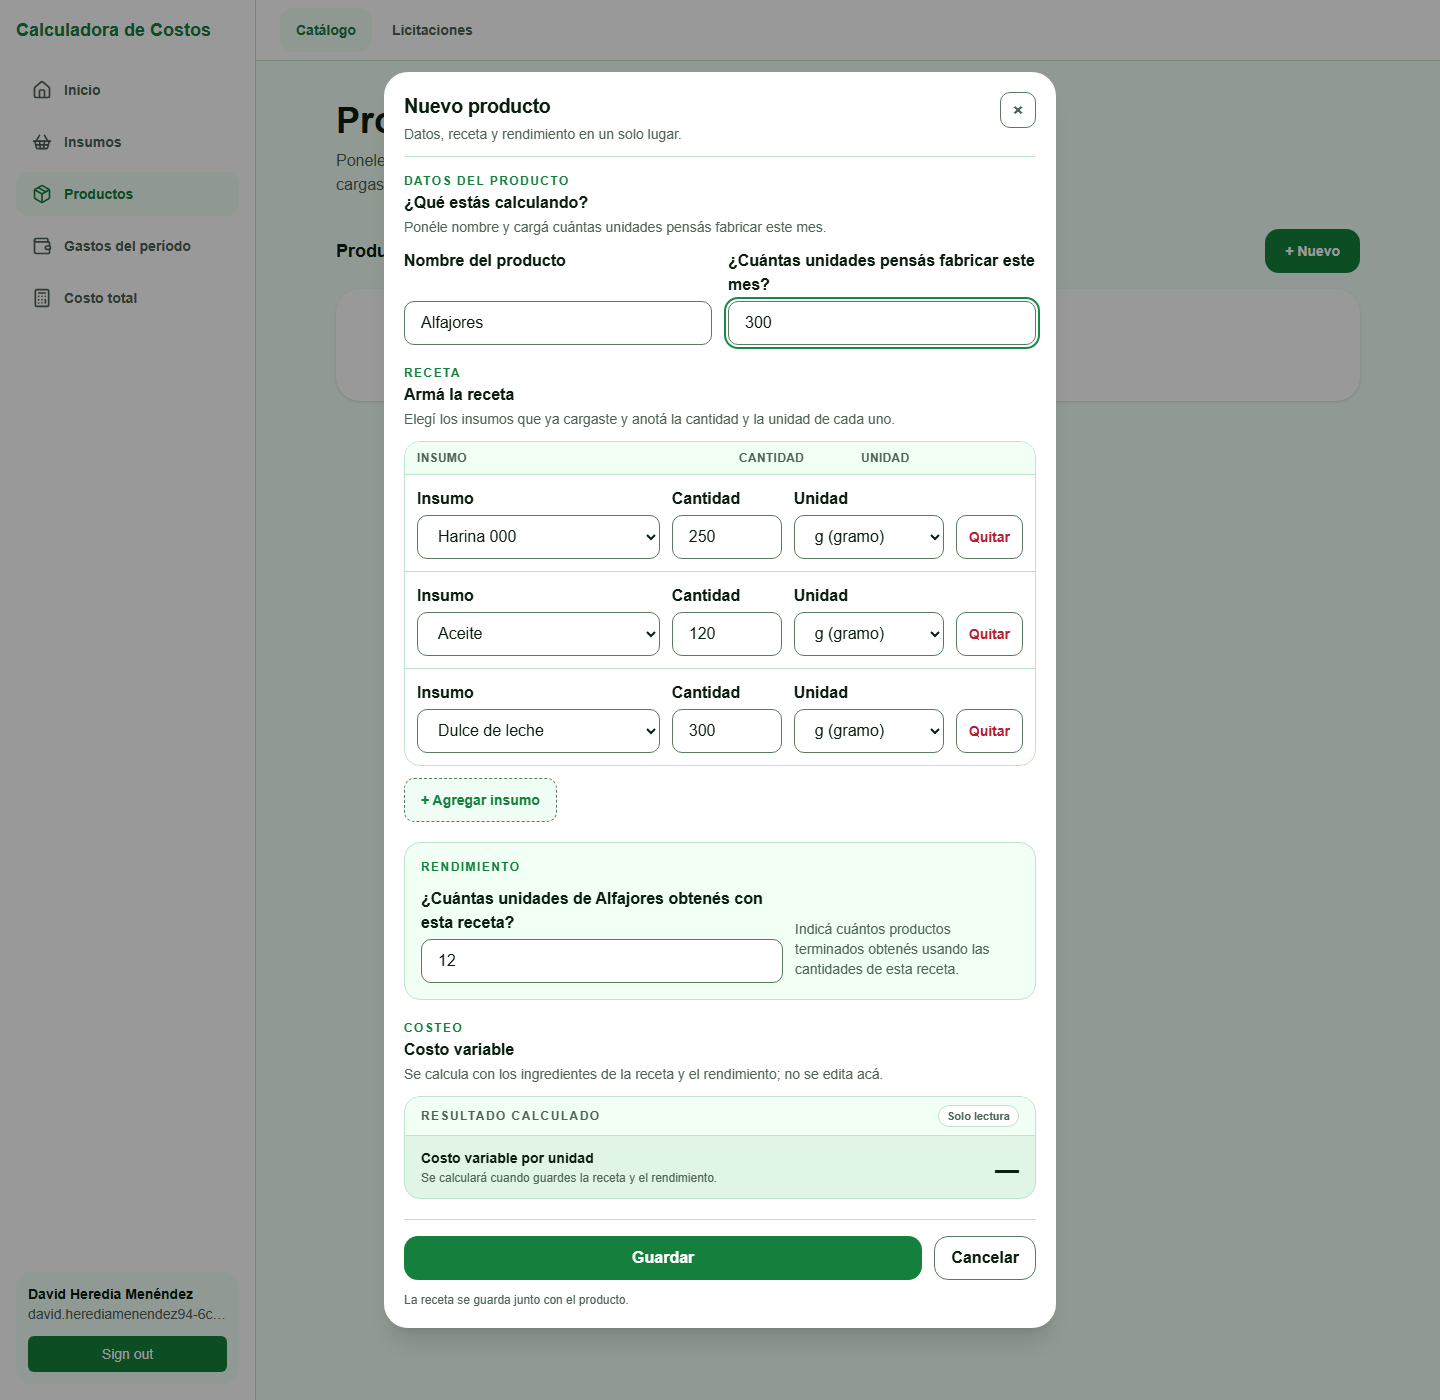 Calculadora de Costos
Inicio
Insumos
Productos
Gastos del período
Costo total
David Heredia Menéndez
david.herediamenendez94-6c...
Sign out
Catálogo
Licitaciones
+ Nuevo
Nuevo producto
×
Datos, receta y rendimiento en un solo lugar.
DATOS DEL PRODUCTO
¿Qué estás calculando?
Ponéle nombre y cargá cuántas unidades pensás fabricar este mes.
Nombre del producto
¿Cuántas unidades pensás fabricar este
mes?
Alfajores
300
RECETA
Armá la receta
Elegí los insumos que ya cargaste y anotá la cantidad y la unidad de cada uno.
INSUMO CANTIDAD UNIDAD
Insumo Cantidad Unidad
Harina 000 250 g (gramo) Quitar
Insumo Cantidad Unidad
Aceite 120 g (gramo) Quitar
Insumo Cantidad Unidad
Dulce de leche 300 g (gramo) Quitar
+ Agregar insumo
RENDIMIENTO
¿Cuántas unidades de Alfajores obtenés con
esta receta?
12
Indicá cuántos productos
terminados obtenés usando las
cantidades de esta receta.
COSTEO
Costo variable
Se calcula con los ingredientes de la receta y el rendimiento; no se edita acá.
RESULTADO CALCULADO Solo lectura
Costo variable por unidad
Se calculará cuando guardes la receta y el rendimiento.
—
Guardar
Cancelar
La receta se guarda junto con el producto.